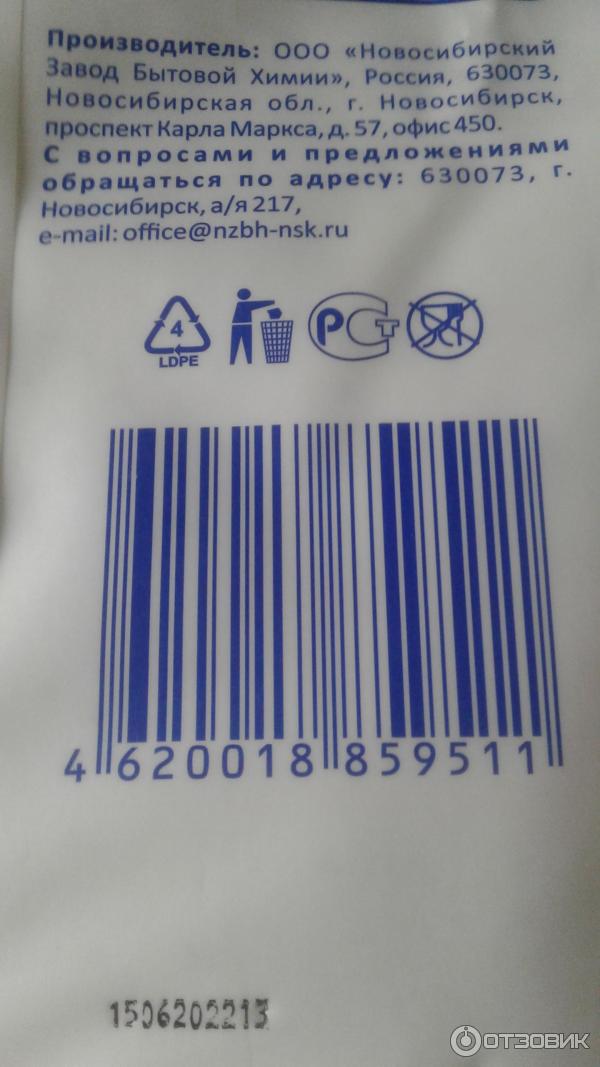 Производитель: ООО «Новосибирский
Завод Бытовой Химии», Россия, 630073,
Новосибирская обл., г. Новосибирск,
проспект Карла Маркса, д. 57, офис 450.
С вопросами и предложениями
обращаться по адресу: 630073, г.
Новосибирск, а/я 217,
e-mail: office@nzbh-nsk.ru
4
LDPE
РСТ
4 620018 859511
1506202213
ОТЗОВИК